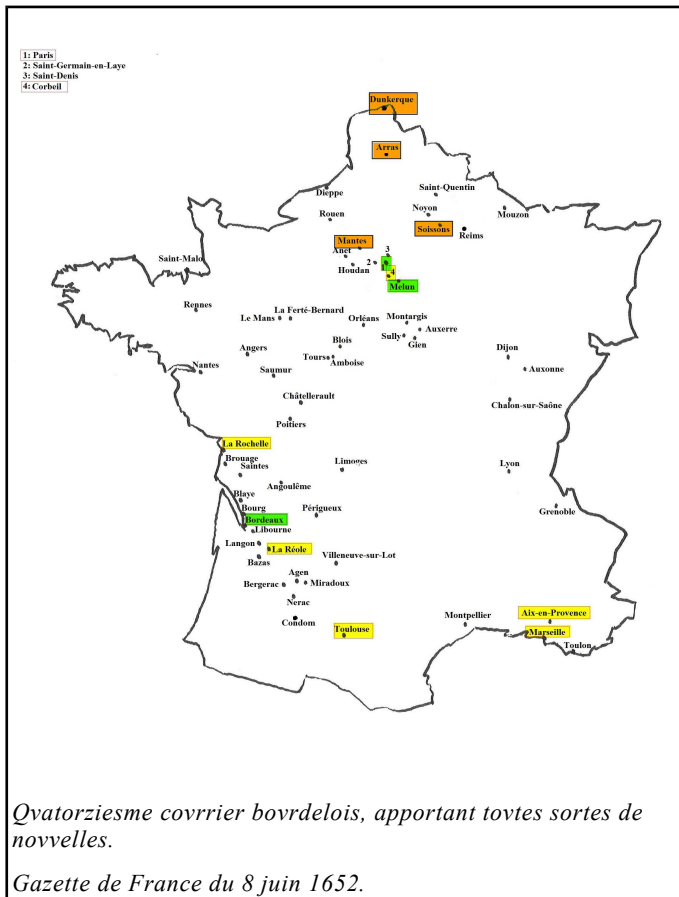 1: Paris
2: Saint-Germain-en-Laye
3: Saint-Denis
4: Corbeil
Dunkerque
Arras
Dieppe
Saint-Quentin
Noyon
Mouzon
Rouen
Soissons
Reims
Mantes
3
Anet
Saint-Malo
Houdan
2
1
4
Melun
Rennes
La Ferté-Bernard
Le Mans
Orléans
Montargis
Auxerre
Sully
Gien
Blois
Angers
Tours
Amboise
Dijon
Nantes
Saumur
Auxonne
Châtellerault
Chalon-sur-Saône
Poitiers
La Rochelle
Brouage
Saintes
Limoges
Lyon
Angoulême
Blaye
Bourg
Périgueux
Grenoble
Bordeaux
Libourne
Langon
La Réole
Bazas
Villeneuve-sur-Lot
Agen
Bergerac
Miradoux
Nerac
Condom
Toulouse
Montpellier
Aix-en-Provence
Marseille
Toulon
Qvatorziesme covrrier bovrdelois, apportant tovtes sortes de
novvelles.
Gazette de France du 8 juin 1652.